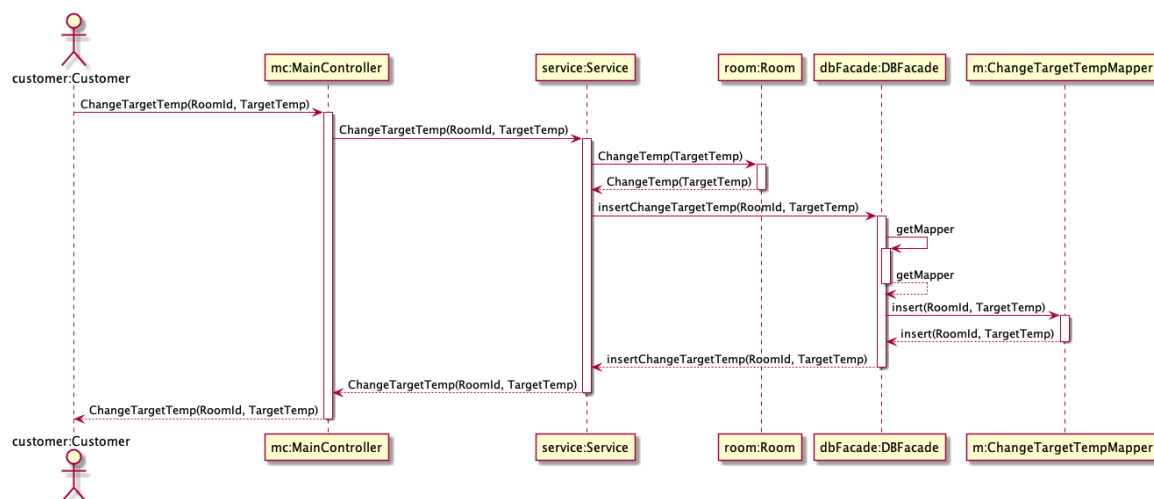 customer:Customer
mc:MainController
service:Service
room:Room
dbFacade:DBFacade
m:ChangeTargetTempMapper
ChangeTargetTemp(RoomId, TargetTemp)
ChangeTargetTemp(RoomId, TargetTemp)
ChangeTemp(TargetTemp)
ChangeTemp(TargetTemp)
insertChangeTargetTemp(RoomId, TargetTemp)
getMapper
getMapper
insert(RoomId, TargetTemp)
insert(RoomId, TargetTemp)
insertChangeTargetTemp(RoomId, TargetTemp)
ChangeTargetTemp(RoomId, TargetTemp)
ChangeTargetTemp(RoomId, TargetTemp)
customer:Customer
mc:MainController
service:Service
room:Room
dbFacade:DBFacade
m:ChangeTargetTempMapper